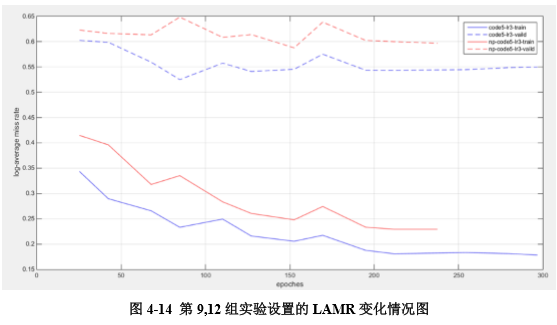 0.65
0.6
0.55
0.5
0.45
0.4
0.35
0.3
0.25
0.2
0.15
log-average miss rate
0
50
100
150
200
250
300
epoches
code5-lr3-train
code5-lr3-valid
np-code5-lr3-train
np-code5-lr3-valid
图 4-14 第 9,12 组实验设置的 LAMR 变化情况图